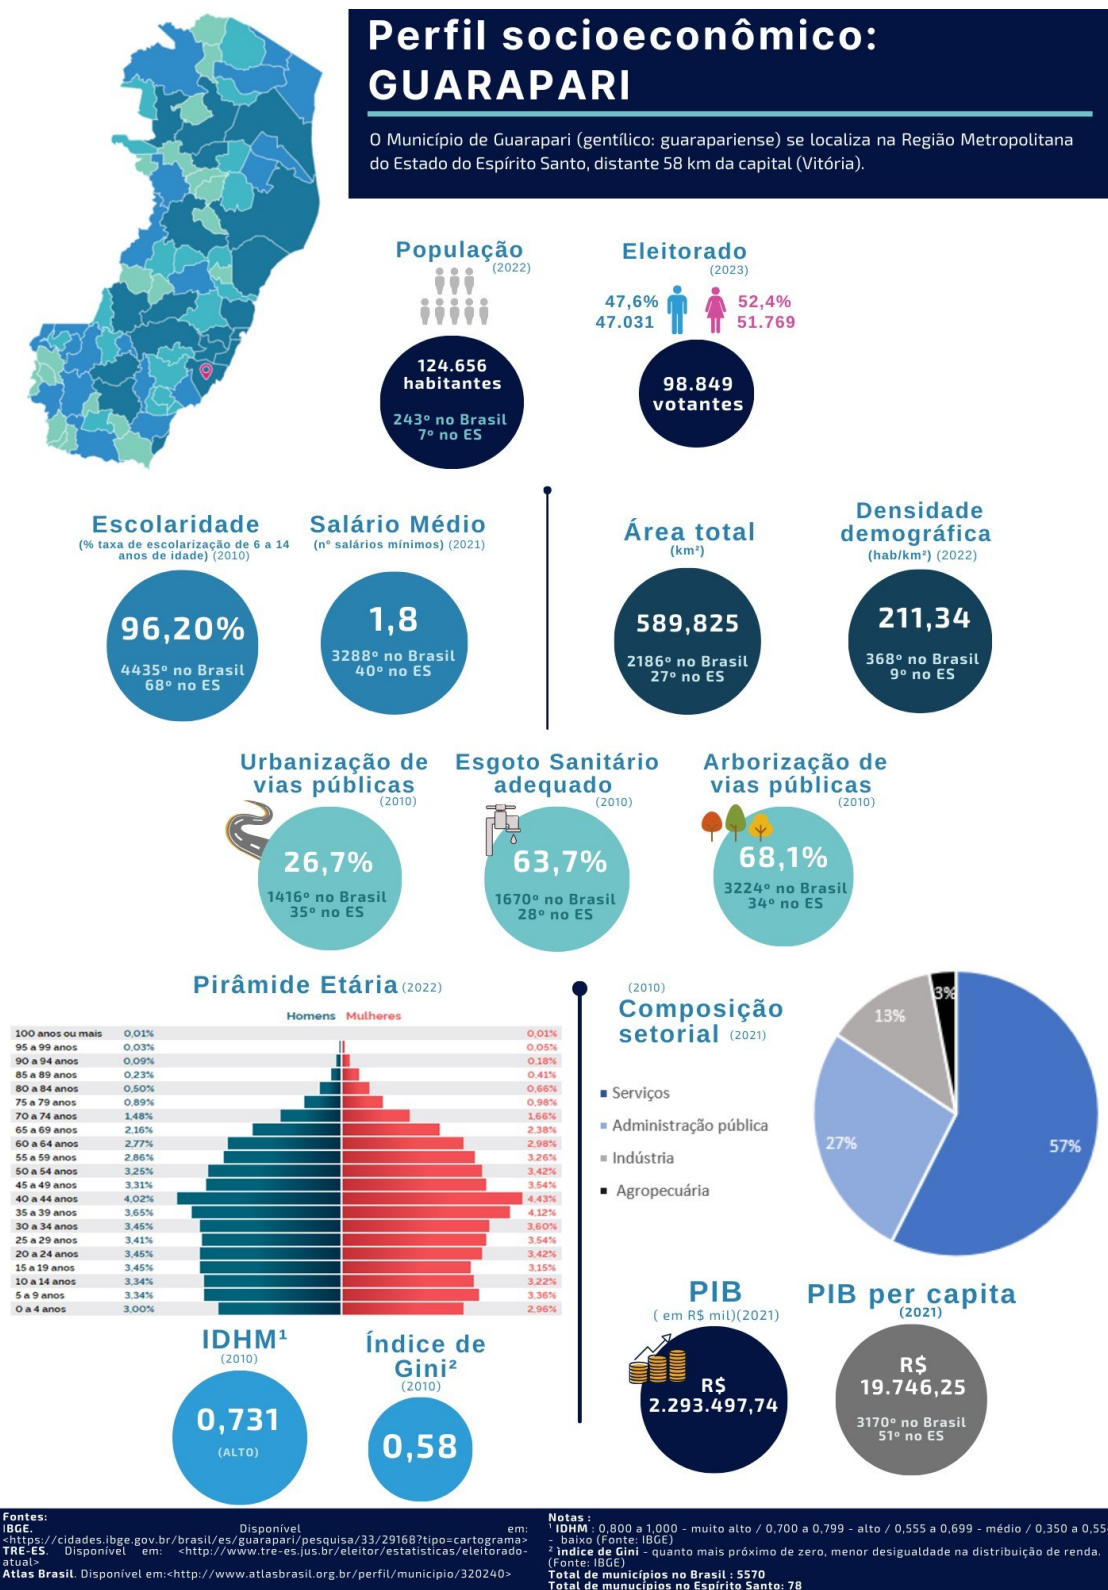 Perfil socioeconômico:
GUARAPARI
O Município de Guarapari (gentílico: guarapariense) se localiza na Região Metropolitana
do Estado do Espírito Santo, distante 58 km da capital (Vitória).
População
(2022)
124.656
habitantes
243º no Brasil
7º no ES
Eleitorado
(2023)
47,6%
47.031
52,4%
51.769
98.849
votantes
Escolaridade
(% taxa de escolarização de 6 a 14
anos de idade) (2010)
96,20%
4435º no Brasil
68º no ES
Salário Médio
(nº salários mínimos) (2021)
1,8
3288º no Brasil
40º no ES
Área total
(km²)
589,825
2186º no Brasil
27º no ES
Densidade
demográfica
(hab/km²) (2022)
211,34
368º no Brasil
9º no ES
Urbanização de
vias públicas
(2010)
26,7%
1416º no Brasil
35º no ES
Esgoto Sanitário
adequado
(2010)
63,7%
1670º no Brasil
28º no ES
Arborização de
vias públicas
(2010)
68,1%
3224º no Brasil
34º no ES
Pirâmide Etária (2022)
Homens Mulheres
100 anos ou mais 0,01% 0,01%
95 a 99 anos 0,03% 0,05%
90 a 94 anos 0,09% 0,18%
85 a 89 anos 0,23% 0,41%
80 a 84 anos 0,50% 0,66%
75 a 79 anos 0,89% 0,98%
70 a 74 anos 1,48% 1,66%
65 a 69 anos 2,16% 2,38%
60 a 64 anos 2,77% 2,98%
55 a 59 anos 2,86% 3,26%
50 a 54 anos 3,25% 3,42%
45 a 49 anos 3,31% 3,54%
40 a 44 anos 4,02% 4,43%
35 a 39 anos 3,65% 4,12%
30 a 34 anos 3,45% 3,60%
25 a 29 anos 3,41% 3,54%
20 a 24 anos 3,45% 3,42%
15 a 19 anos 3,45% 3,15%
10 a 14 anos 3,34% 3,22%
5 a 9 anos 3,34% 3,36%
0 a 4 anos 3,00% 2,96%
(2010)
Composição
setorial (2021)
Serviços
Administração pública
Indústria
Agropecuária
3%
13%
27%
57%
IDHM¹
(2010)
0,731
(ALTO)
Índice de
Gini²
(2010)
0,58
PIB
( em R$ mil)(2021)
R$
2.293.497,74
PIB per capita
(2021)
R$
19.746,25
3170º no Brasil
51º no ES
Fontes:
IBGE. Disponível em:
<https://cidades.ibge.gov.br/brasil/es/guarapari/pesquisa/33/29168?tipo=cartograma>
TRE-ES. Disponível em: <http://www.tre-es.jus.br/eleitor/estatisticas/eleitorado-
atual>
Atlas Brasil. Disponível em:<http://www.atlasbrasil.org.br/perfil/municipio/320240>
Notas :
¹ IDHM : 0,800 a 1,000 - muito alto / 0,700 a 0,799 - alto / 0,555 a 0,699 - médio / 0,350 a 0,55
- baixo (Fonte: IBGE)
² índice de Gini - quanto mais próximo de zero, menor desigualdade na distribuição de renda.
(Fonte: IBGE)
Total de municípios no Brasil : 5570
Total de munucípios no Espírito Santo: 78